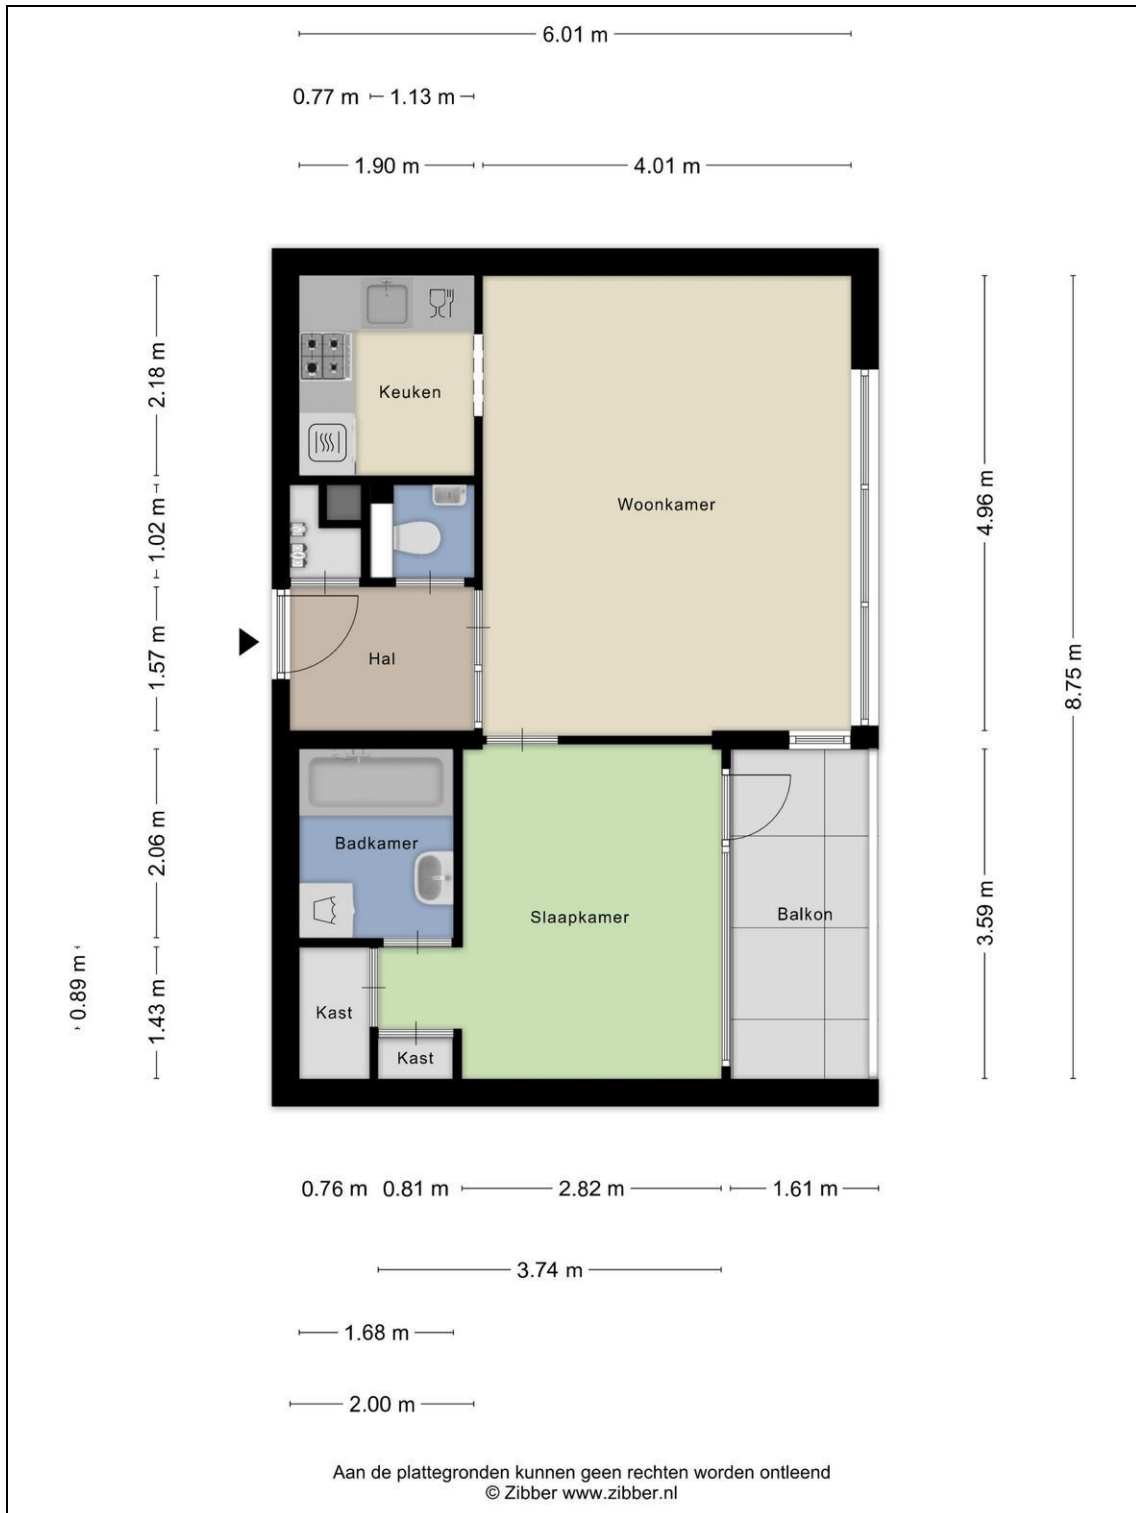 6.01 m
0.77 m
1.13 m
1.90 m
4.01 m
2.18 m
Keuken
Woonkamer
4.96 m
1.02 m
1.57 m
Hal
8.75 m
2.06 m
Badkamer
Slaapkamer
Balkon
3.59 m
0.89 m
1.43 m
Kast
Kast
0.76 m
0.81 m
2.82 m
1.61 m
3.74 m
1.68 m
2.00 m
Aan de plattegronden kunnen geen rechten worden ontleend
© Zibber www.zibber.nl